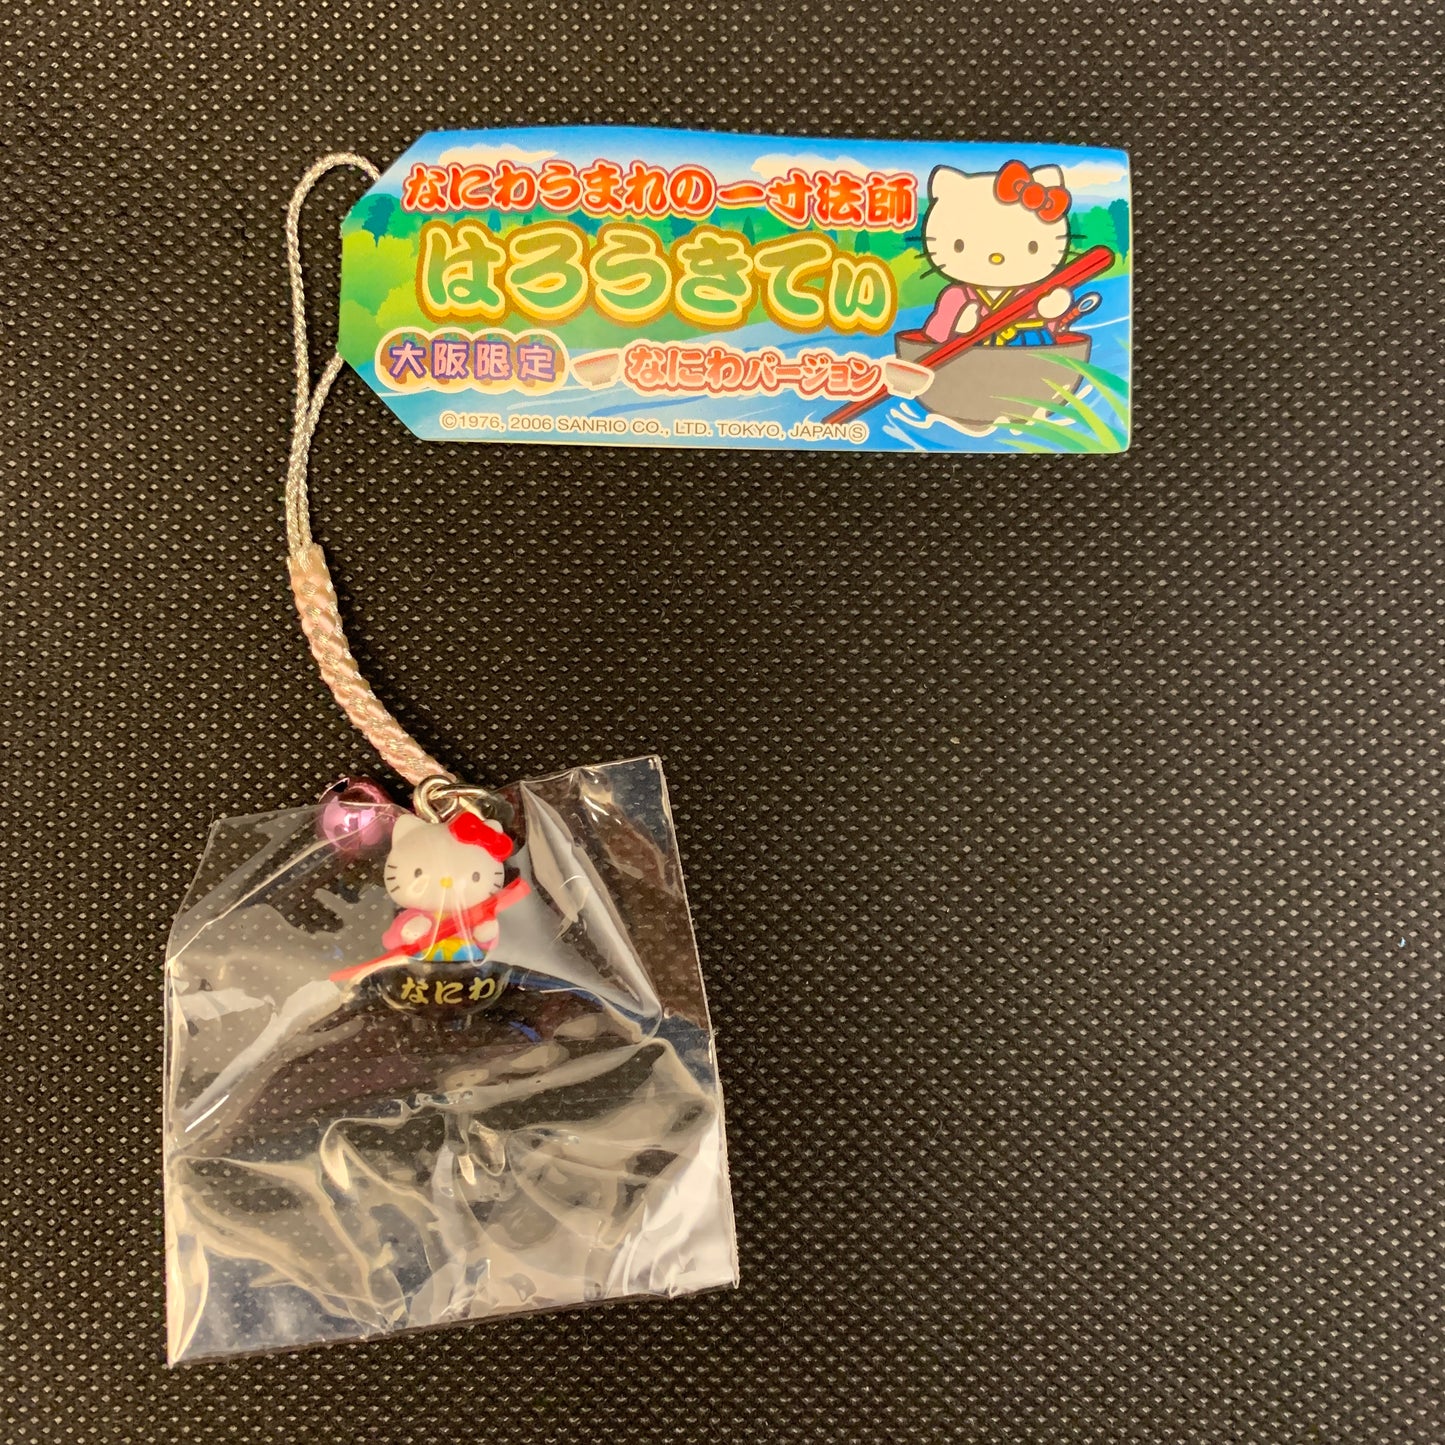 なにわうまれの一寸法師
はろうきてぃ
大阪限定 なにわバージョン
©1976, 2006 SANRIO CO., LTD. TOKYO, JAPAN Ⓢ
なにわ